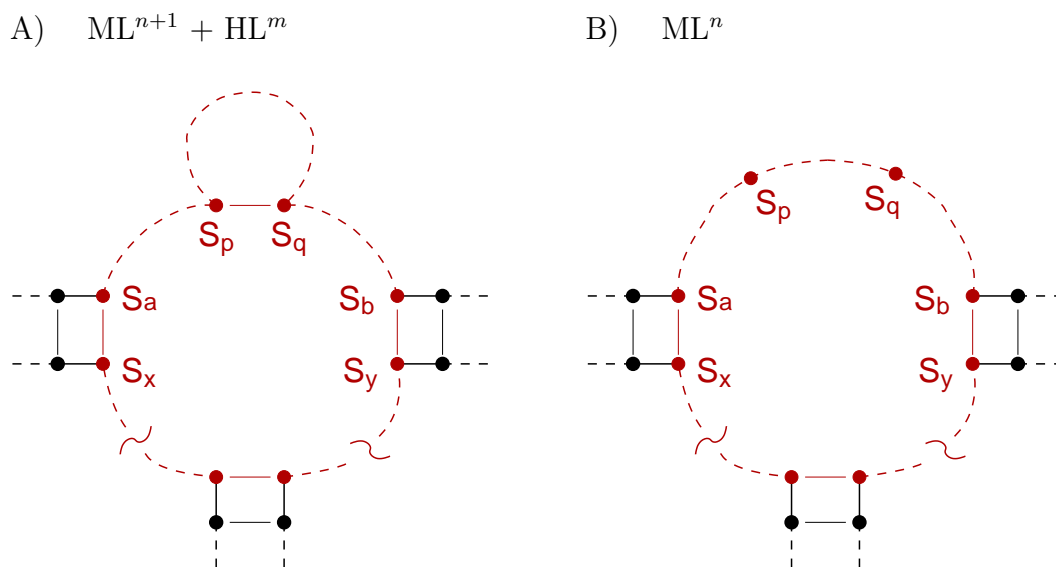 A) ML^{n+1} + HL^m
B) ML^n
S_p S_q
S_p S_q
S_a S_b
S_a S_b
S_x S_y
S_x S_y